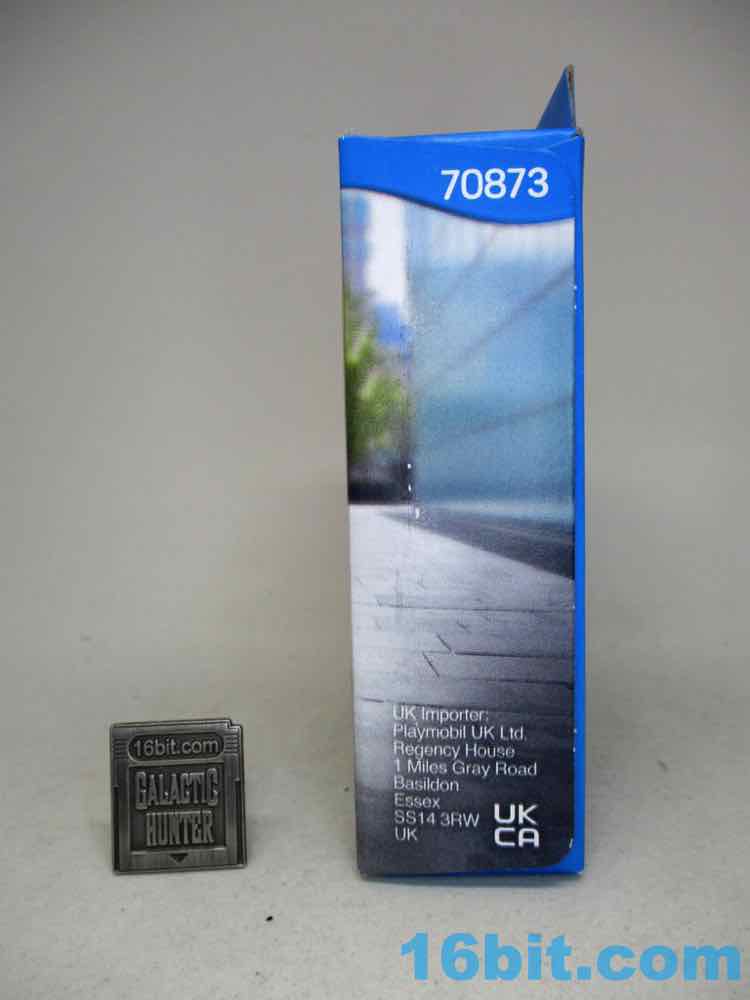 70873
UK Importer:
Playmobil UK Ltd,
Regency House
1 Miles Gray Road
Basildon
Essex
SS14 3RW
UK
UK
CA
16bit.com
GALACTIC
HUNTER
16bit.com